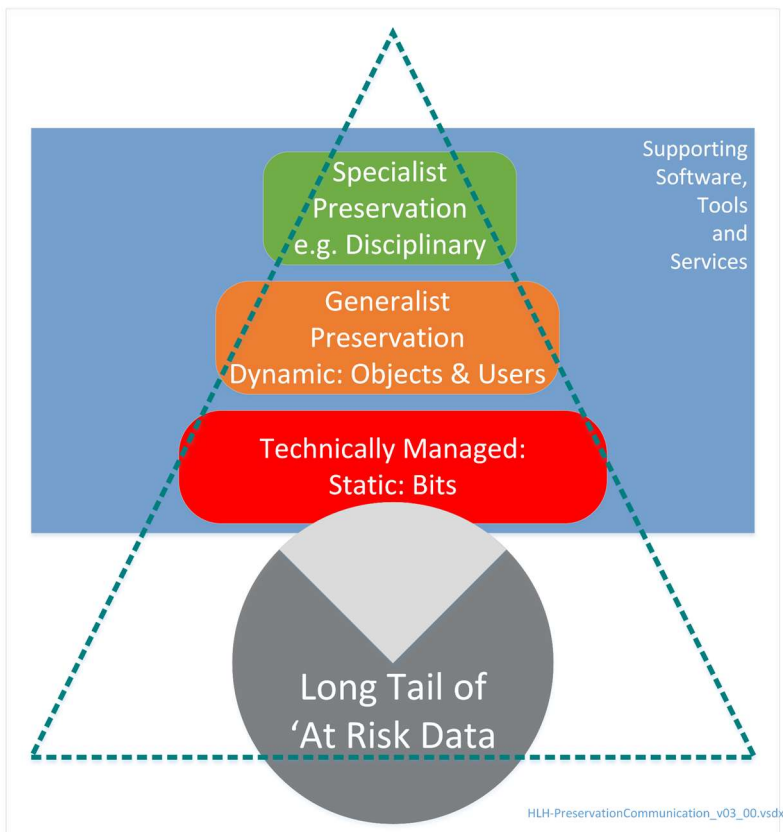 Supporting
Software,
Tools
and
Services
Specialist
Preservation
e.g. Disciplinary
Generalist
Preservation
Dynamic: Objects & Users
Technically Managed:
Static: Bits
Long Tail of
‘At Risk Data
HLH-PreservationCommunication_v03_00.vsdx